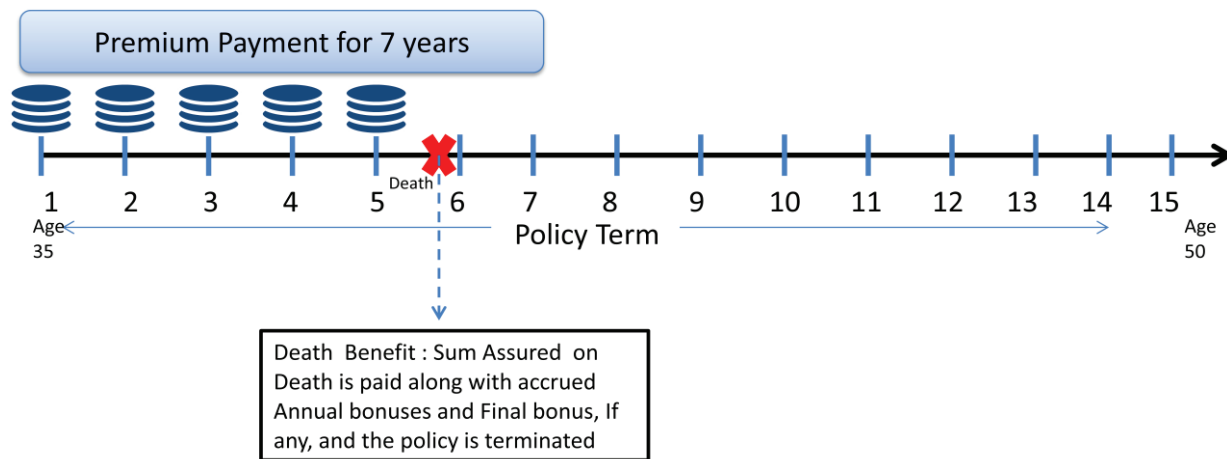 Premium Payment for 7 years
Death
1 2 3 4 5 6 7 8 9 10 11 12 13 14 15
Age
35
Policy Term
Age
50
Death Benefit : Sum Assured on
Death is paid along with accrued
Annual bonuses and Final bonus, If
any, and the policy is terminated